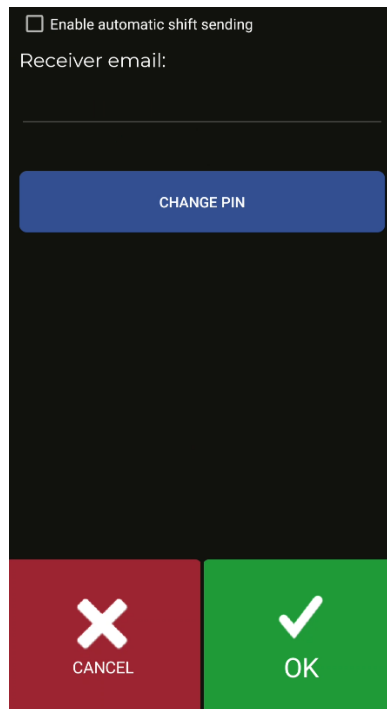 Enable automatic shift sending
Receiver email:
CHANGE PIN
CANCEL
OK